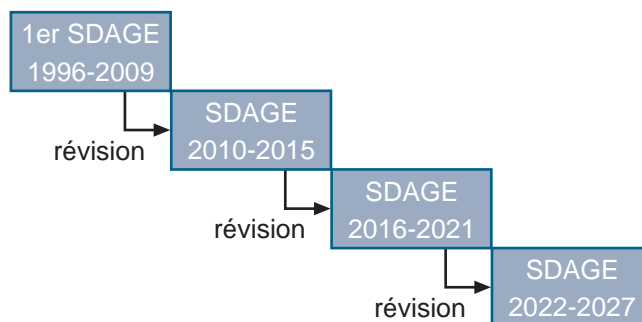 1er SDAGE
1996-2009
révision
SDAGE
2010-2015
révision
SDAGE
2016-2021
révision
SDAGE
2022-2027